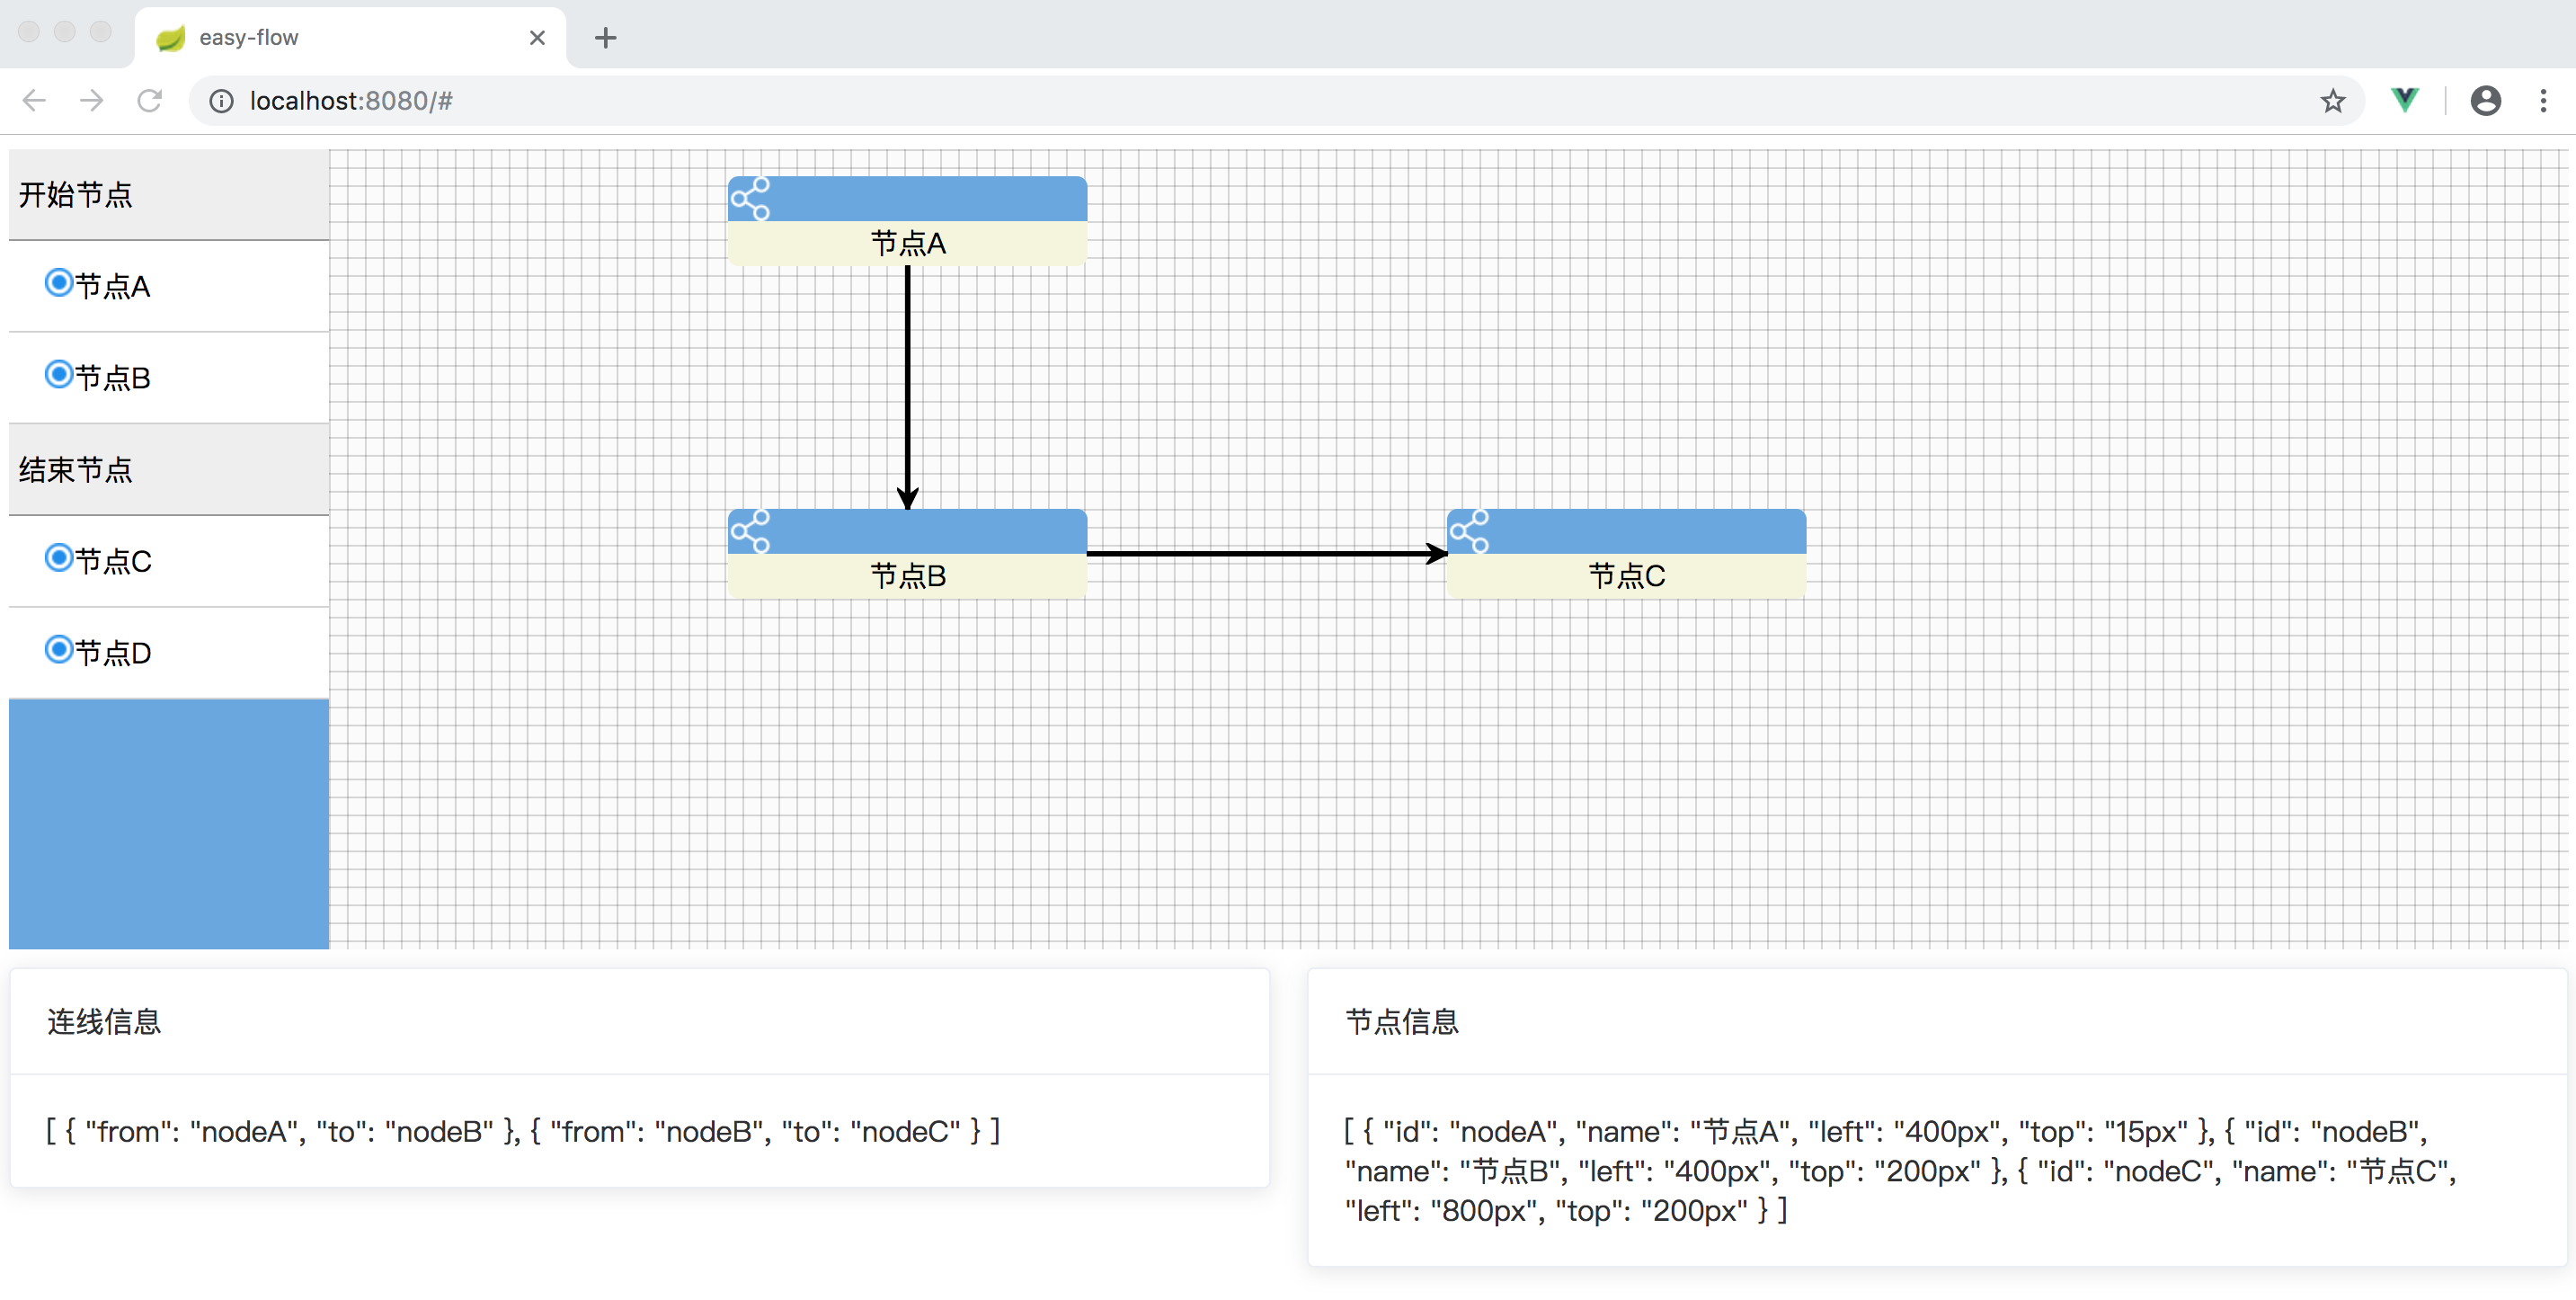 easy-flow
localhost:8080/#
开始节点
节点A
节点B
结束节点
节点C
节点D
节点A
节点B
节点C
连线信息
[ { "from": "nodeA", "to": "nodeB" }, { "from": "nodeB", "to": "nodeC" } ]
节点信息
[ { "id": "nodeA", "name": "节点A", "left": "400px", "top": "15px" }, { "id": "nodeB",
"name": "节点B", "left": "400px", "top": "200px" }, { "id": "nodeC", "name": "节点C",
"left": "800px", "top": "200px" } ]